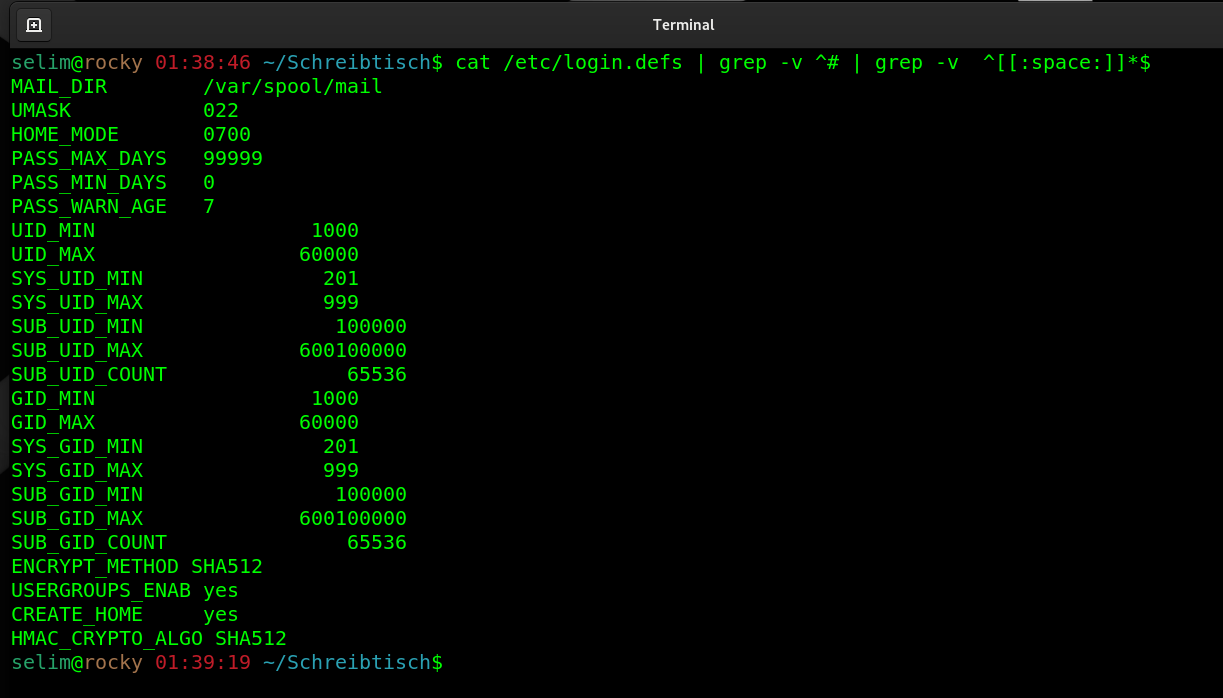 Terminal
selim@rocky 01:38:46 ~/Schreibtisch$ cat /etc/login.defs | grep -v ^# | grep -v  ^[[:space:]]*$
MAIL_DIR        /var/spool/mail
UMASK           022
HOME_MODE       0700
PASS_MAX_DAYS   99999
PASS_MIN_DAYS   0
PASS_WARN_AGE   7
UID_MIN                  1000
UID_MAX                 60000
SYS_UID_MIN               201
SYS_UID_MAX               999
SUB_UID_MIN                100000
SUB_UID_MAX             600100000
SUB_UID_COUNT               65536
GID_MIN                  1000
GID_MAX                 60000
SYS_GID_MIN               201
SYS_GID_MAX               999
SUB_GID_MIN                100000
SUB_GID_MAX             600100000
SUB_GID_COUNT               65536
ENCRYPT_METHOD SHA512
USERGROUPS_ENAB yes
CREATE_HOME     yes
HMAC_CRYPTO_ALGO SHA512
selim@rocky 01:39:19 ~/Schreibtisch$